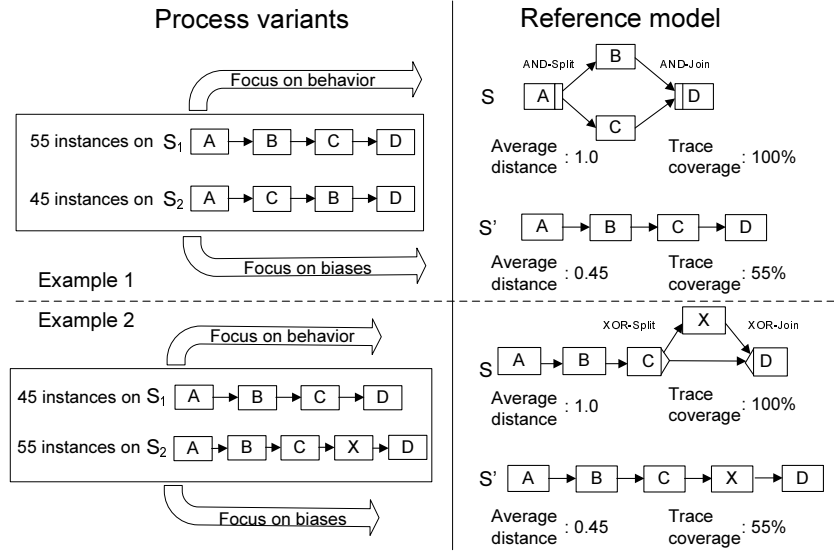 Process variants
Reference model
Focus on behavior
55 instances on S1 A B C D
45 instances on S2 A C B D
Focus on biases
Example 1
AND-Split B AND-Join
S A D
C
Average distance : 1.0
Trace coverage : 100%
S' A B C D
Average distance : 0.45
Trace coverage : 55%
Example 2
Focus on behavior
45 instances on S1 A B C D
55 instances on S2 A B C X D
Focus on biases
XOR-Split X XOR-Join
S A B C D
Average distance : 1.0
Trace coverage : 100%
S' A B C X D
Average distance : 0.45
Trace coverage : 55%